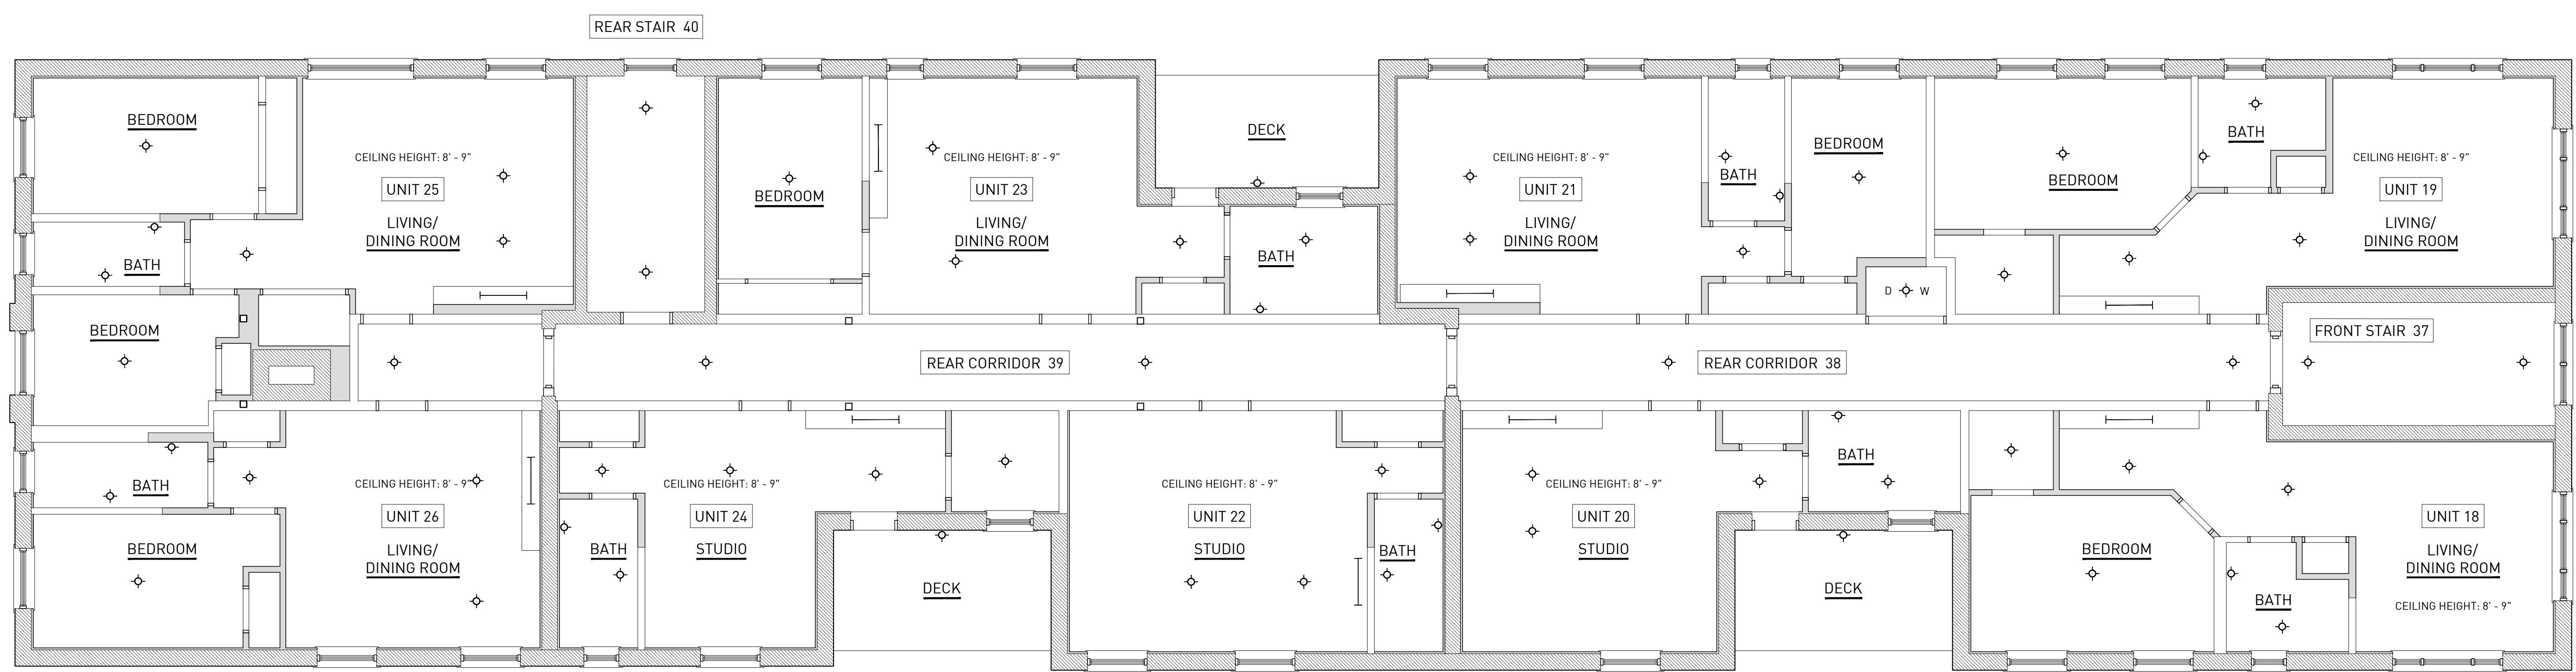 REAR STAIR 40
BEDROOM
CEILING HEIGHT: 8' - 9"
UNIT 25
LIVING/
DINING ROOM
BATH
BEDROOM
BEDROOM
CEILING HEIGHT: 8' - 9"
UNIT 23
LIVING/
DINING ROOM
DECK
BATH
CEILING HEIGHT: 8' - 9"
UNIT 21
LIVING/
DINING ROOM
BATH
BEDROOM
D W
BEDROOM
BATH
CEILING HEIGHT: 8' - 9"
UNIT 19
LIVING/
DINING ROOM
FRONT STAIR 37
REAR CORRIDOR 39
REAR CORRIDOR 38
BATH
BEDROOM
CEILING HEIGHT: 8' - 9"
UNIT 26
LIVING/
DINING ROOM
BATH
CEILING HEIGHT: 8' - 9"
UNIT 24
STUDIO
DECK
CEILING HEIGHT: 8' - 9"
UNIT 22
STUDIO
BATH
CEILING HEIGHT: 8' - 9"
UNIT 20
STUDIO
BATH
DECK
BEDROOM
BATH
UNIT 18
LIVING/
DINING ROOM
CEILING HEIGHT: 8' - 9"